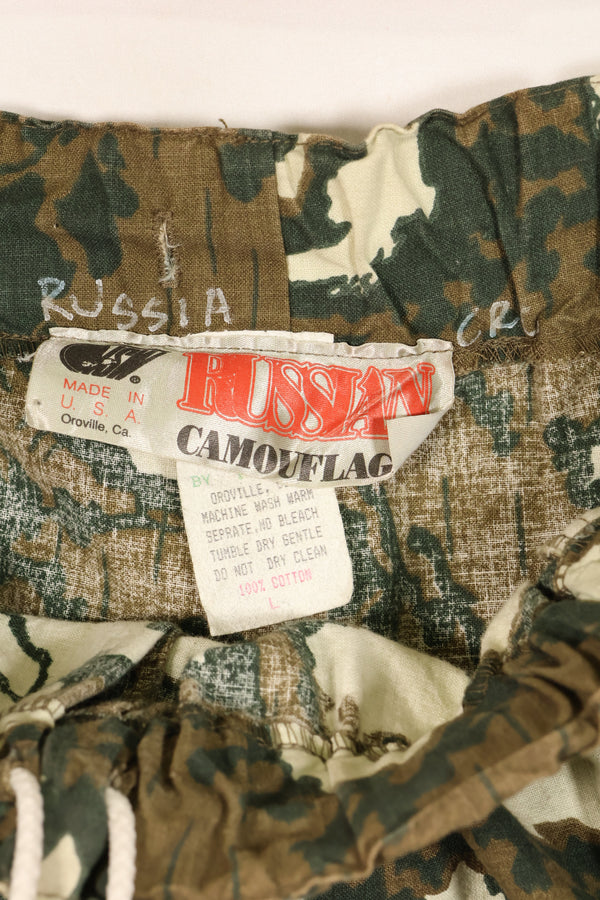 RUSSIA
MADE IN
U. S. A.
Oroville, Ca.
RUSSIAN
CAMOUFLAG
BY
OROVILLE,
MACHINE WASH WARM
SEPRATE, NO BLEACH
TUMBLE DRY GENTLE
DO NOT DRY CLEAN
100% COTTON
L